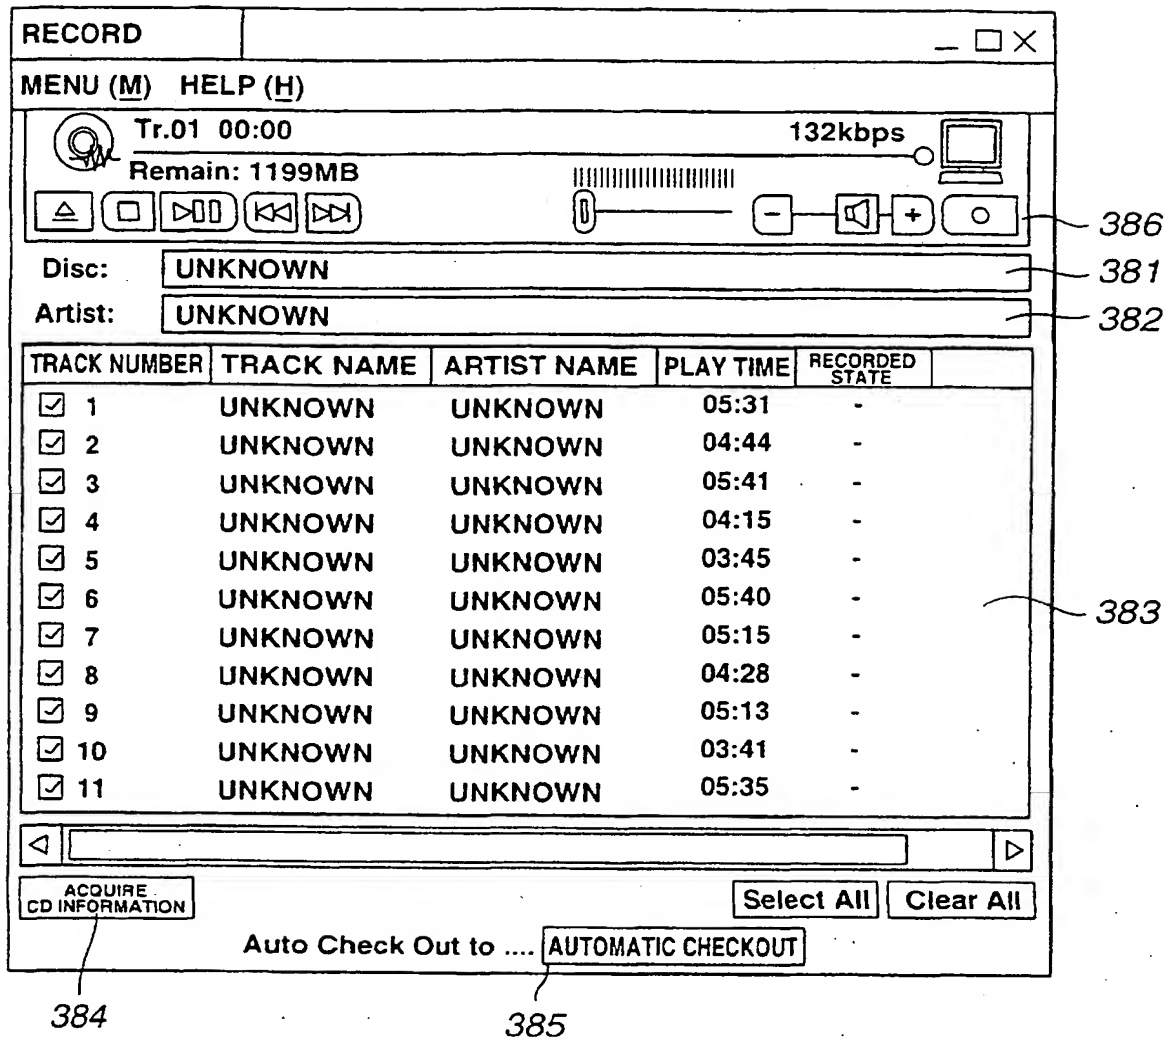 RECORD
MENU (M) HELP (H)
Tr.01 00:00 132kbps
Remain: 1199MB
386
Disc: UNKNOWN 381
Artist: UNKNOWN 382
TRACK NUMBER TRACK NAME ARTIST NAME PLAY TIME RECORDED STATE
1 UNKNOWN UNKNOWN 05:31 -
2 UNKNOWN UNKNOWN 04:44 -
3 UNKNOWN UNKNOWN 05:41 -
4 UNKNOWN UNKNOWN 04:15 -
5 UNKNOWN UNKNOWN 03:45 -
6 UNKNOWN UNKNOWN 05:40 -
383
7 UNKNOWN UNKNOWN 05:15 -
8 UNKNOWN UNKNOWN 04:28 -
9 UNKNOWN UNKNOWN 05:13 -
10 UNKNOWN UNKNOWN 03:41 -
11 UNKNOWN UNKNOWN 05:35 -
ACQUIRE CD INFORMATION Select All Clear All
Auto Check Out to .... AUTOMATIC CHECKOUT
384 385